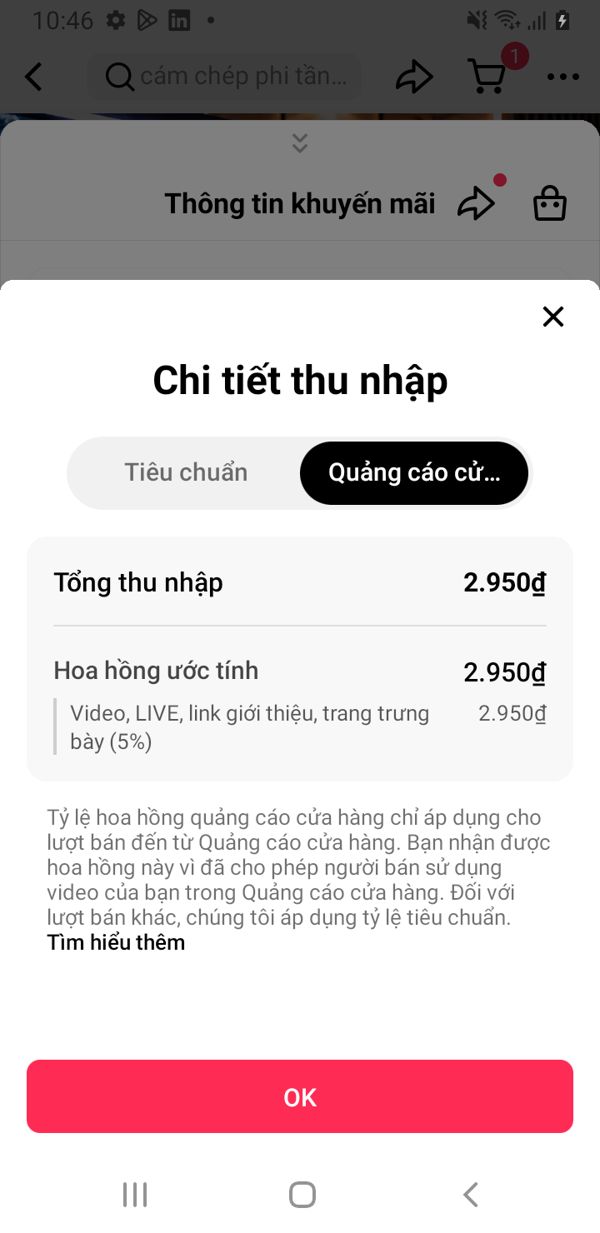 10:46
1
cám chép phi tần...
Thông tin khuyến mãi
Chi tiết thu nhập
Tiêu chuẩn
Quảng cáo cử...
Tổng thu nhập
2.950₫
Hoa hồng ước tính
2.950₫
Video, LIVE, link giới thiệu, trang trưng
2.950₫
bày (5%)
Tỷ lệ hoa hồng quảng cáo cửa hàng chỉ áp dụng cho
lượt bán đến từ Quảng cáo cửa hàng. Bạn nhận được
hoa hồng này vì đã cho phép người bán sử dụng
video của bạn trong Quảng cáo cửa hàng. Đối với
lượt bán khác, chúng tôi áp dụng tỷ lệ tiêu chuẩn.
Tìm hiểu thêm
OK